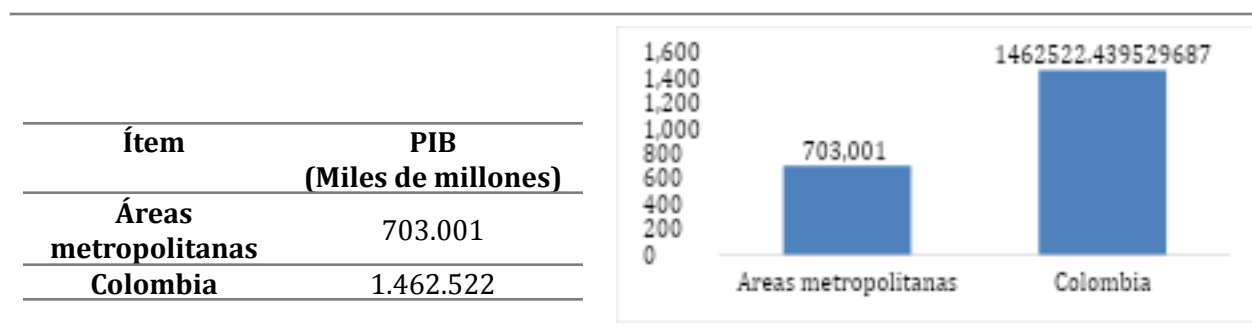 Ítem PIB
(Miles de millones)
Áreas
metropolitanas 703.001
Colombia 1.462.522
1,600
1,400
1,200
1,000
800
600
400
200
0
703,001
1462522.439529687
Areas metropolitanas Colombia